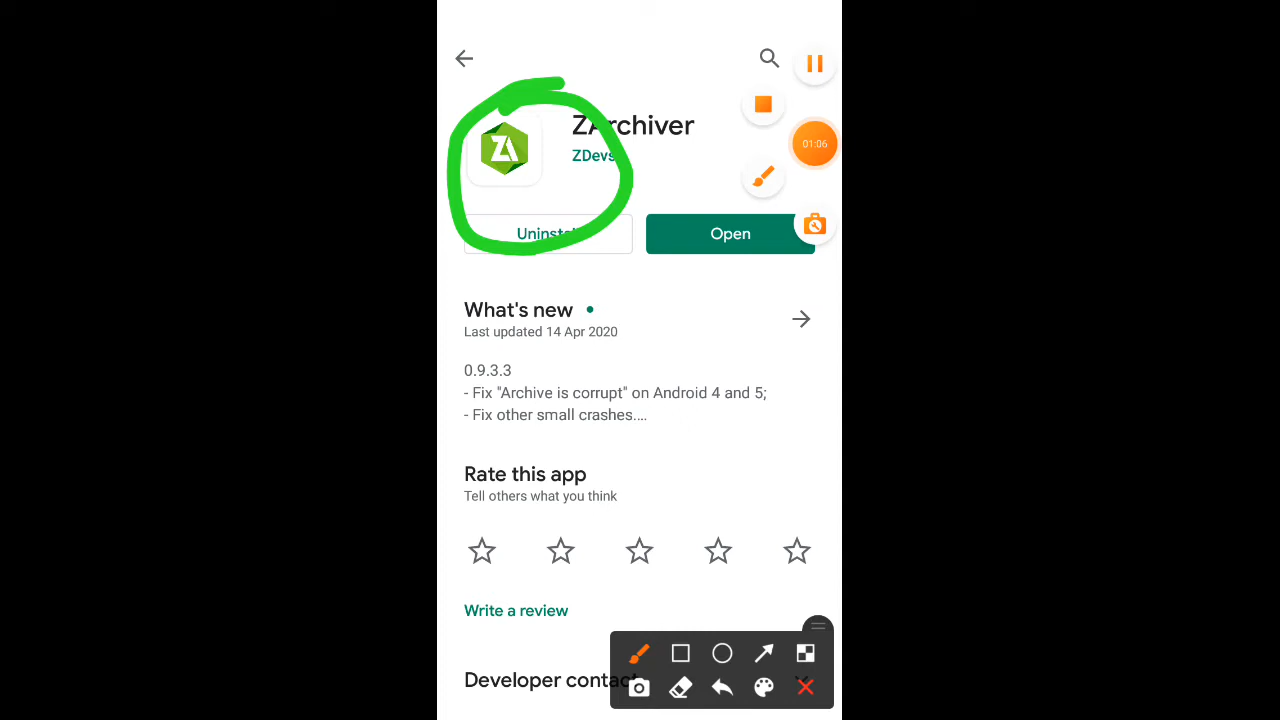 ZArchiver
ZDevs
01:06
Uninstall
Open
What's new
Last updated 14 Apr 2020
0.9.3.3
- Fix "Archive is corrupt" on Android 4 and 5;
- Fix other small crashes....
Rate this app
Tell others what you think
Write a review
Developer contact